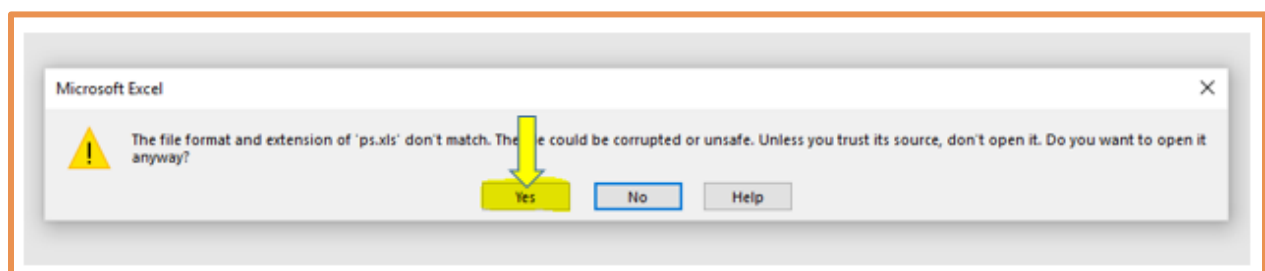 Microsoft Excel
The file format and extension of 'ps.xls' don't match. The could be corrupted or unsafe. Unless you trust its source, don't open it. Do you want to open it
anyway?
Yes No Help